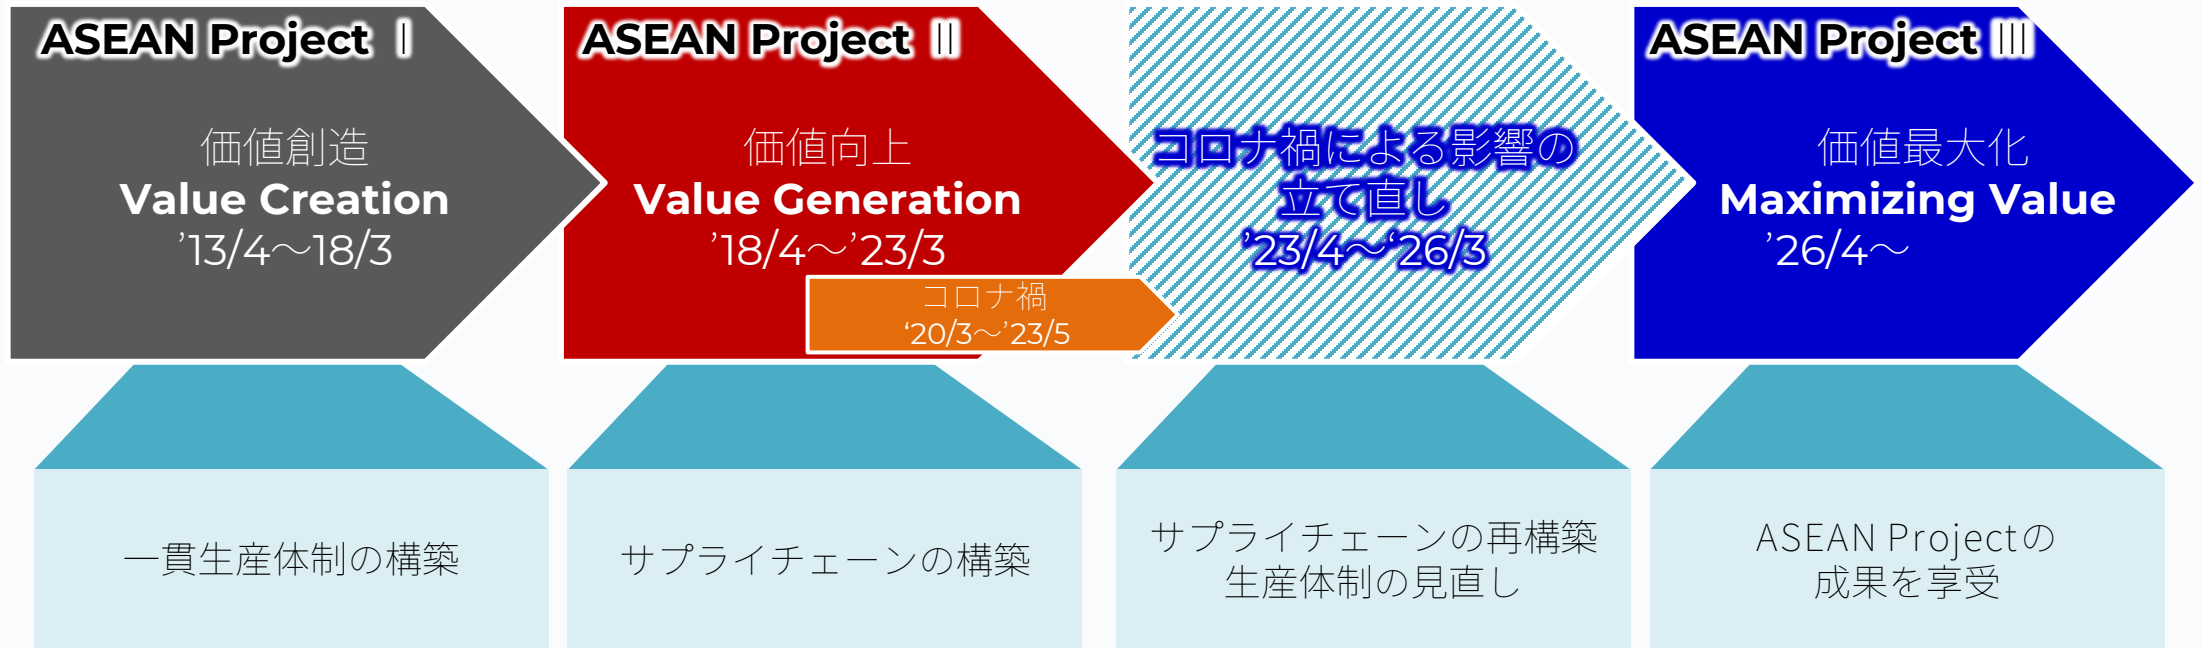 ASEAN Project Ⅰ
価値創造
Value Creation
’13/4～18/3
ASEAN Project Ⅱ
価値向上
Value Generation
’18/4～’23/3
コロナ禍
‘20/3～’23/5
コロナ禍による影響の
立て直し
’23/4～‘26/3
ASEAN Project Ⅲ
価値最大化
Maximizing Value
’26/4～
一貫生産体制の構築
サプライチェーンの構築
サプライチェーンの再構築
生産体制の見直し
ASEAN Projectの
成果を享受